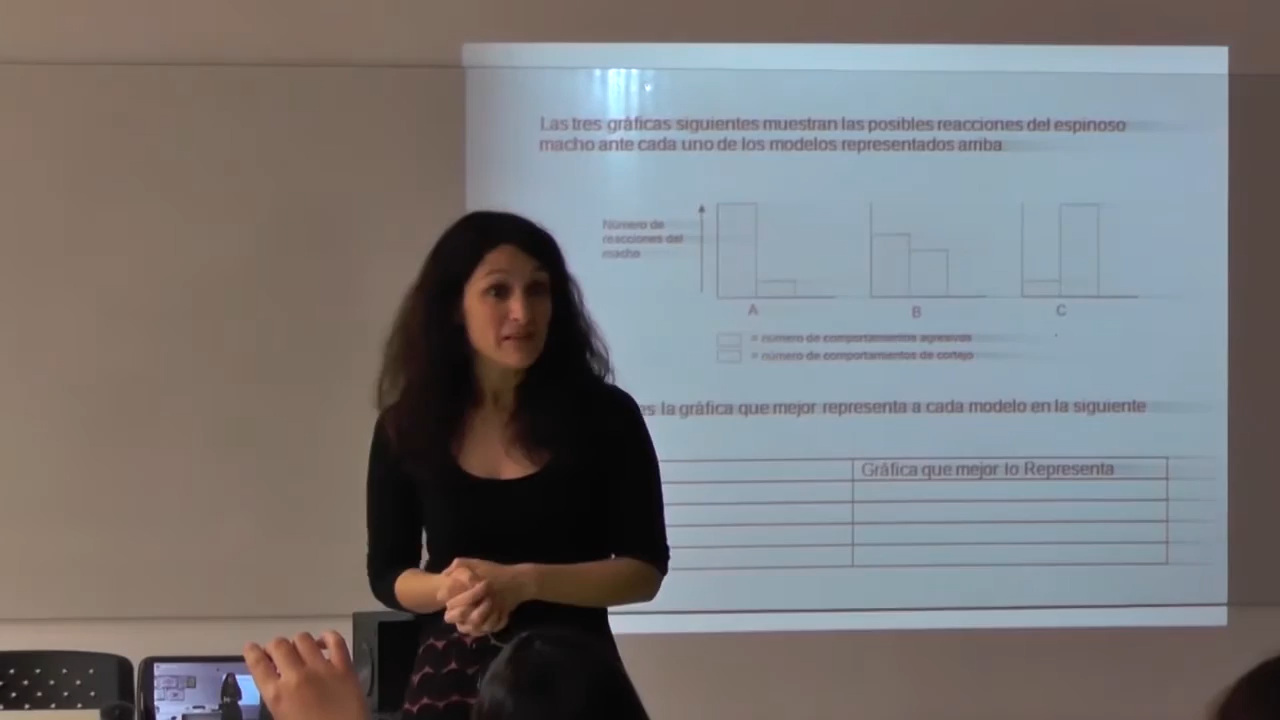 Las tres gráficas siguientes muestran las posibles reacciones del espinoso
macho ante cada uno de los modelos representados arriba
Número de
reacciones del
macho
A
B
C
= número de comportamientos agresivos
= número de comportamientos de cortejo
es la gráfica que mejor representa a cada modelo en la siguiente
Gráfica que mejor lo Representa